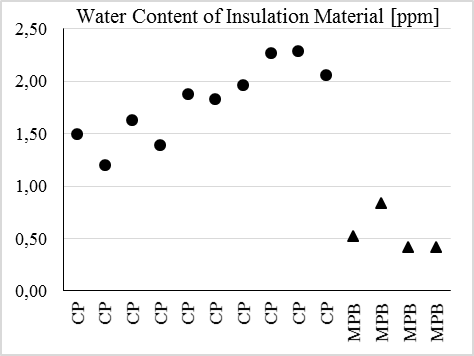 Water Content of Insulation Material [ppm]
2,50
2,00
1,50
1,00
0,50
0,00
CP
CP
CP
CP
CP
CP
CP
CP
CP
CP
MPB
MPB
MPB
MPB